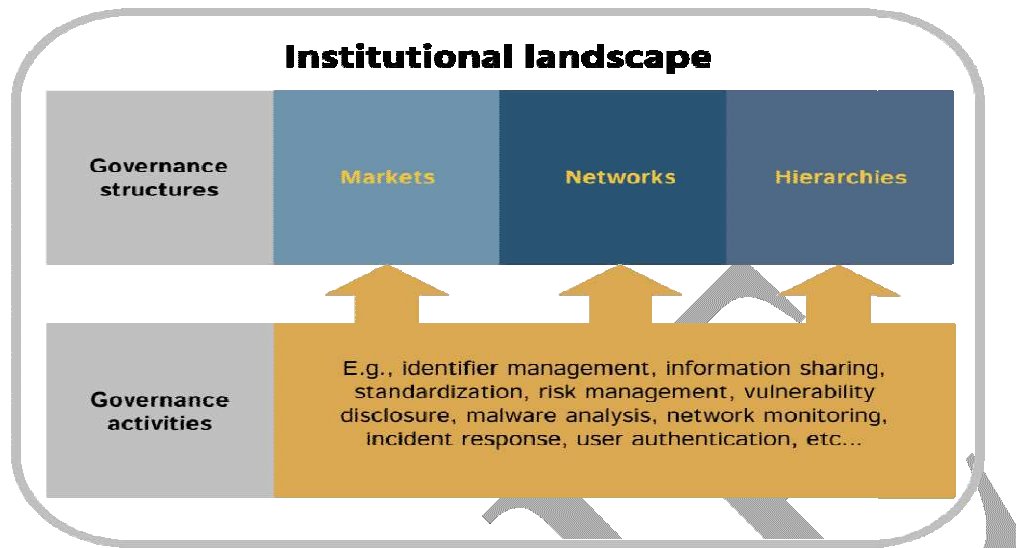 Institutional landscape
Governance
structures
Markets
Networks
Hierarchies
Governance
activities
E.g., identifier management, information sharing,
standardization, risk management, vulnerability
disclosure, malware analysis, network monitoring,
incident response, user authentication, etc...